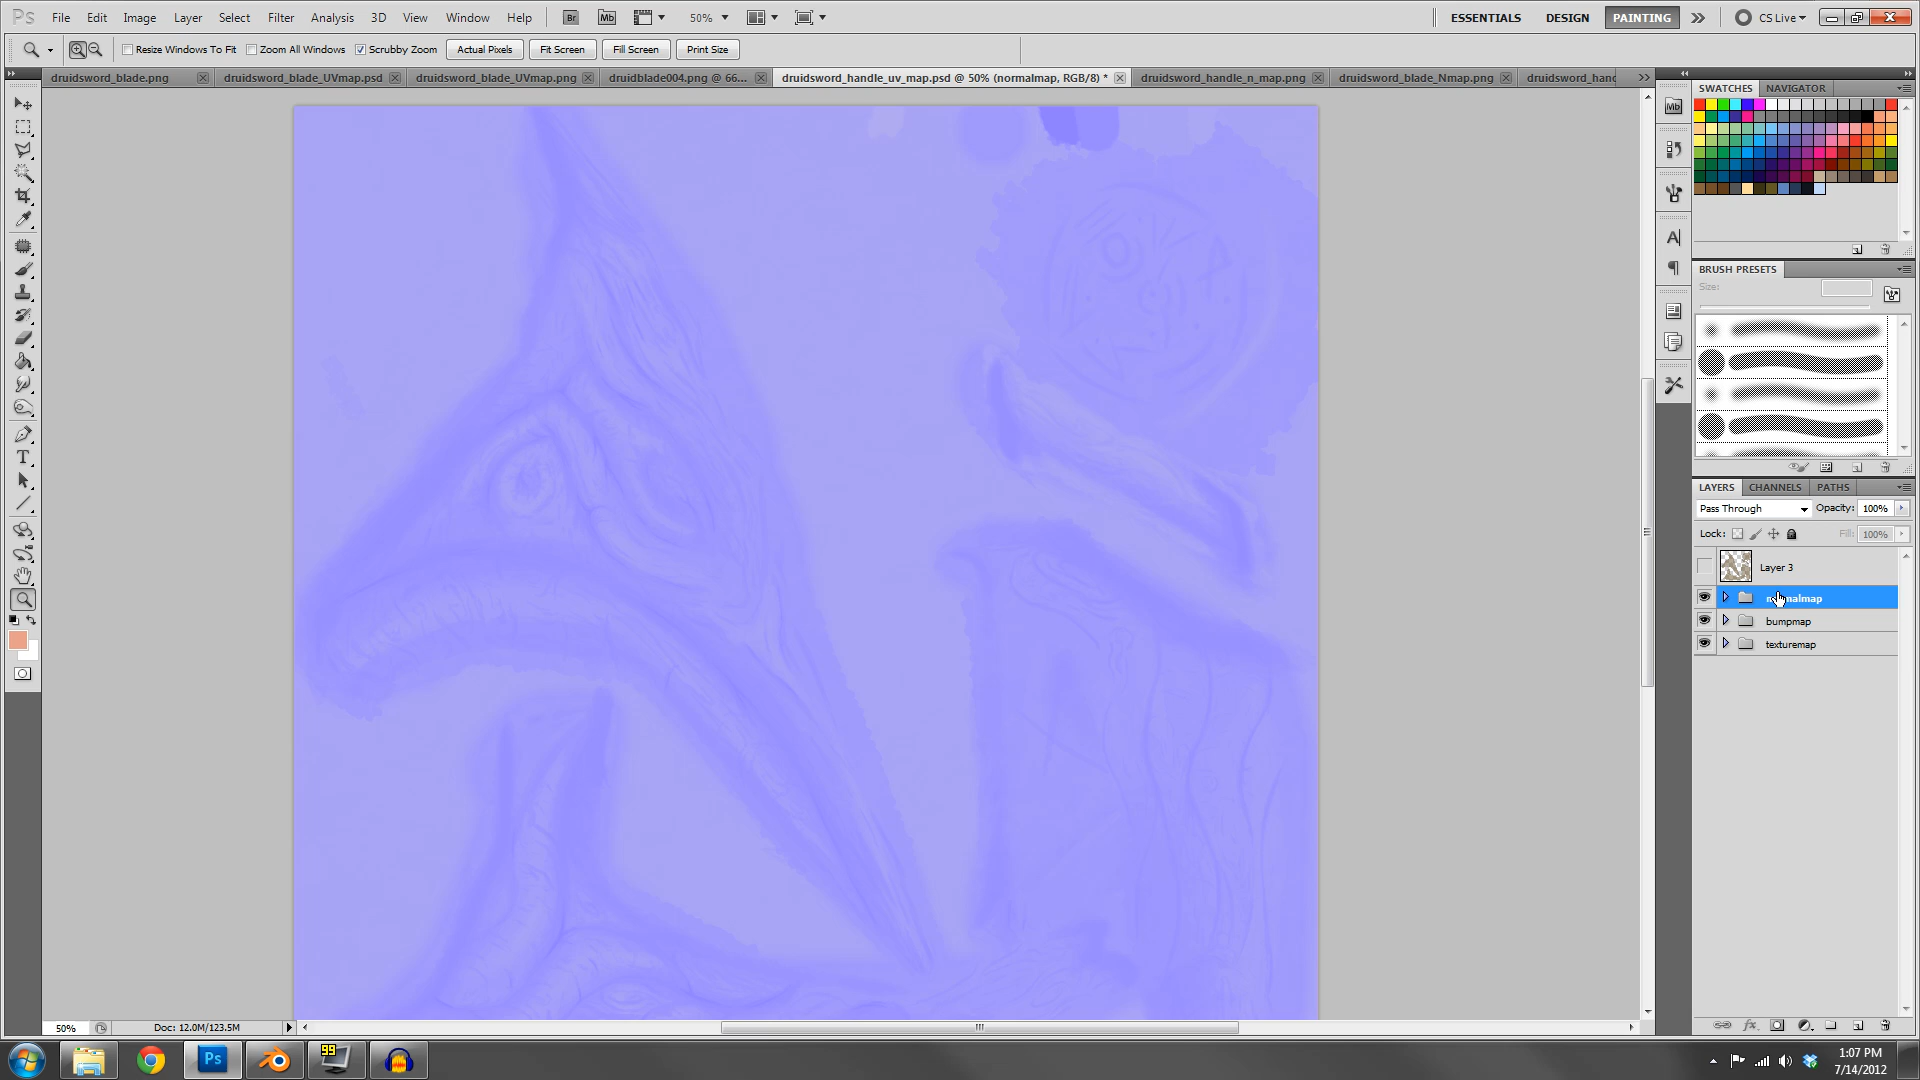 Ps File Edit Image Layer Select Filter Analysis 3D View Window Help Br Mb 50% ESSENTIALS DESIGN PAINTING CS Live
Resize Windows To Fit Zoom All Windows Scrubby Zoom Actual Pixels Fit Screen Fill Screen Print Size
druidsword_blade.png druidsword_blade_UVmap.psd druidsword_blade_UVmap.png druidblade004.png @ 66... druidsword_handle_uv_map.psd @ 50% (normalmap, RGB/8) * druidsword_handle_n_map.png druidsword_blade_Nmap.png druidsword_hand
SWATCHES NAVIGATOR
Mb
BRUSH PRESETS
Size:
LAYERS CHANNELS PATHS
Pass Through Opacity: 100%
Lock: Fill: 100%
Layer 3
bumpmap
texturemap
50% Doc: 12.0M/123.5M
Ps 99
1:07 PM
7/14/2012